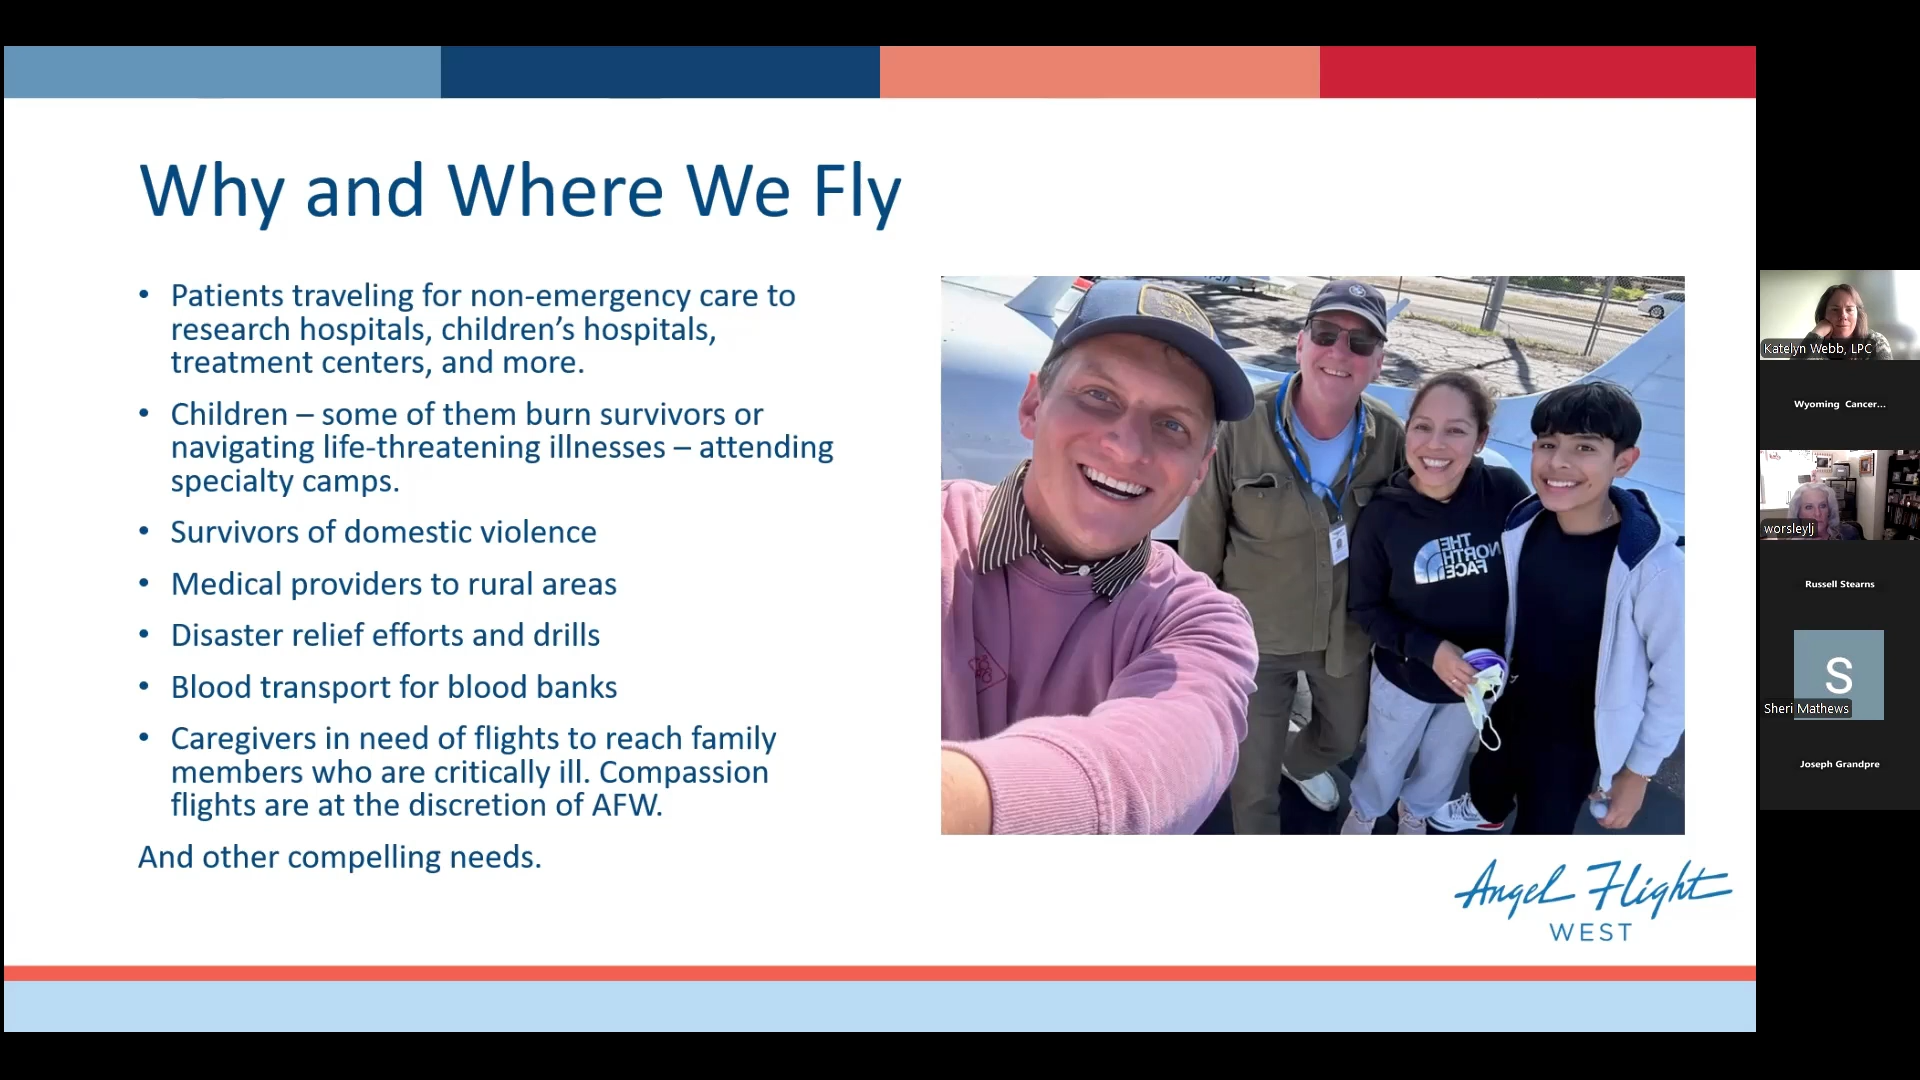 Why and Where We Fly
• Patients traveling for non-emergency care to
research hospitals, children’s hospitals,
treatment centers, and more.
• Children – some of them burn survivors or
navigating life-threatening illnesses – attending
specialty camps.
• Survivors of domestic violence
• Medical providers to rural areas
• Disaster relief efforts and drills
• Blood transport for blood banks
• Caregivers in need of flights to reach family
members who are critically ill. Compassion
flights are at the discretion of AFW.
And other compelling needs.
THE
NORTH
FACE
Angel Flight
WEST
Katelyn Webb, LPC
Wyoming Cancer...
worsleylj
Russell Stearns
S
Sheri Mathews
Joseph Grandpre